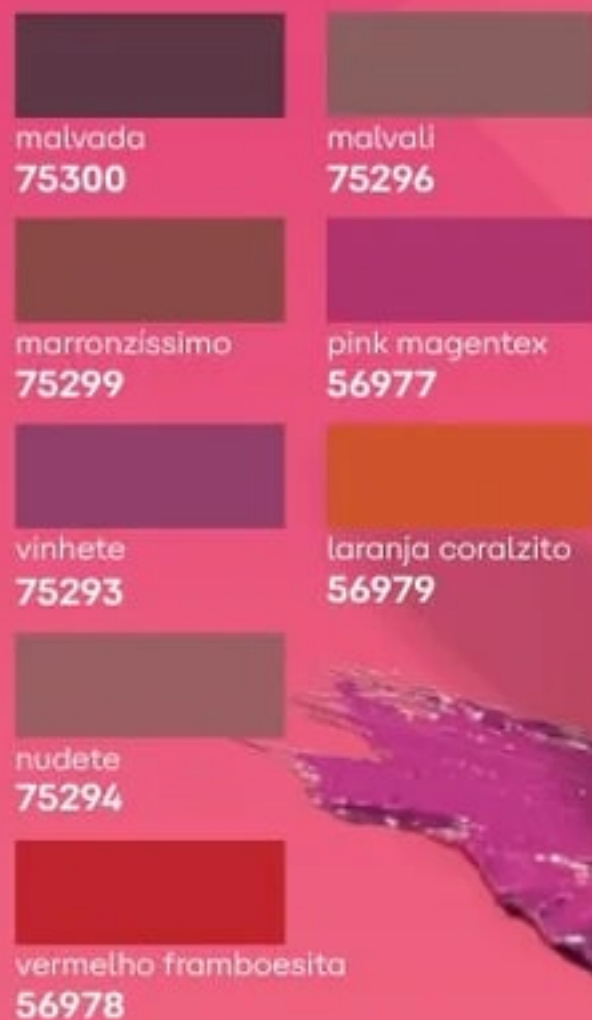 malvada
75300
malvali
75296
marronzíssimo
75299
pink magentex
56977
vinhete
75293
laranja coralzito
56979
nudete
75294
vermelho framboesita
56978